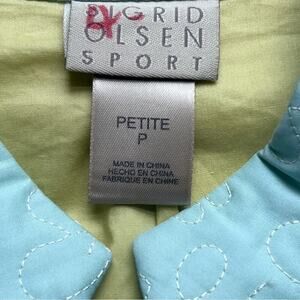 SIGRID
OLSEN
SPORT
PETITE
P
MADE IN CHINA
HECHO EN CHINA
FABRIQUE EN CHINE